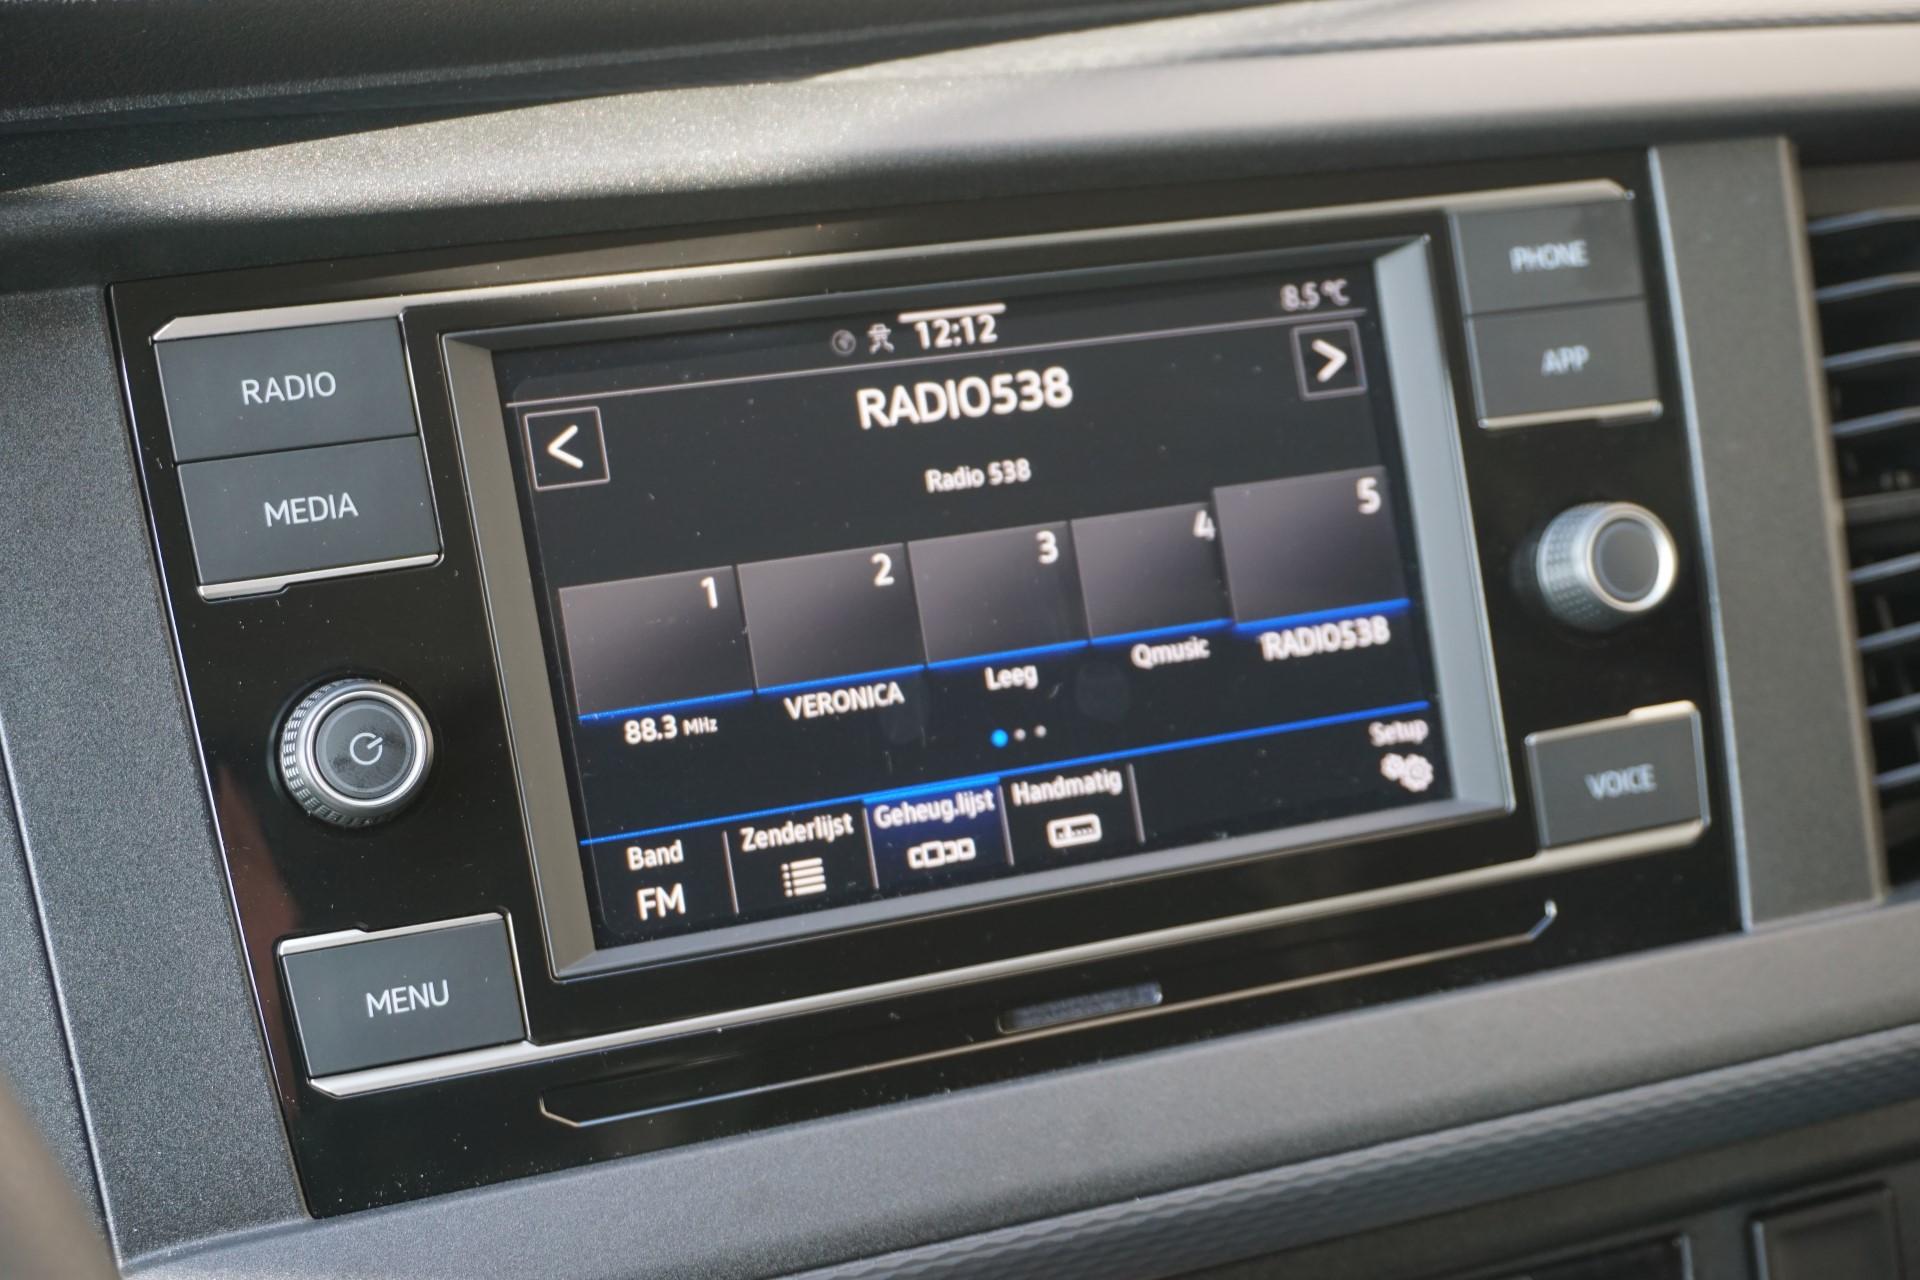 RADIO
MEDIA
MENU
PHONE
APP
VOICE
12:12
8.5 °C
<
RADIO538
>
Radio 538
1
2
3
4
5
88.3 MHz
VERONICA
Leeg
Qmusic
RADIO538
Band
FM
Zenderlijst
Geheug.lijst
Handmatig
Setup